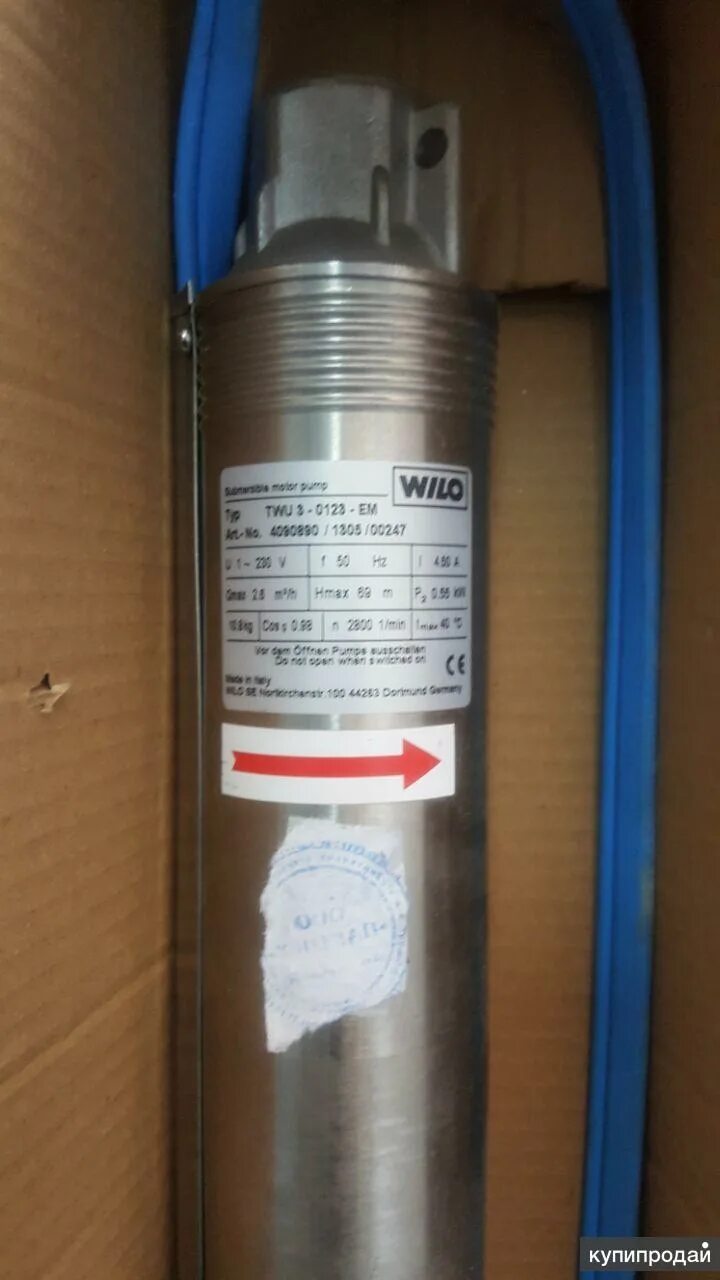 Submersible motor pump
WILO
Typ TWU 3 - 0123 - EM
Art.-No. 4090890 / 1305 /00247
U 1 ~ 230 V f 50 Hz I 4.50 A
Qmax 2.6 m³/h Hmax 69 m P₂ 0.55 kW
10.8kg Cos φ 0.98 n 2800 1/min tmax 40 °C
Vor dem Öffnen Pumpe ausschalten
Do not open when switched on
CE
Made in Italy
WILO SE Nortkirchenstr.100 44263 Dortmund Germany
купипродай